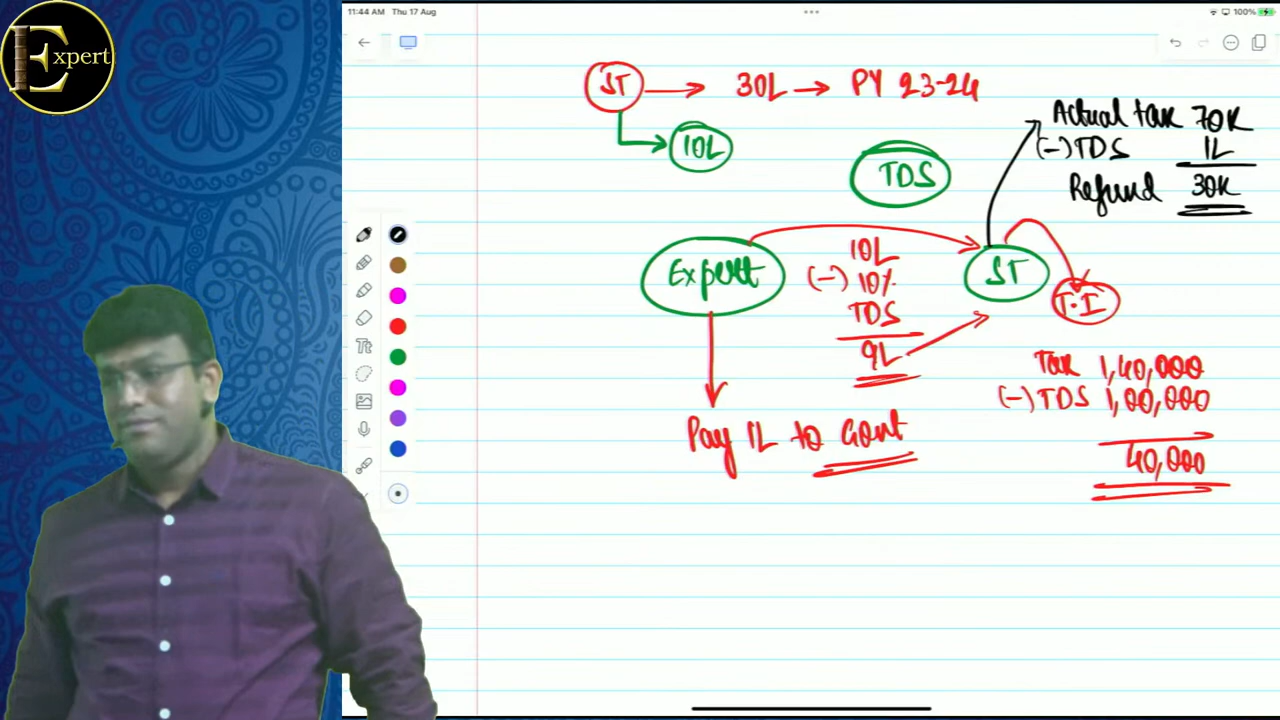 11:44 AM Thu 17 Aug
100%
Expert
ST → 30L → PY 23-24
10L
TDS
Actual tax 70K
(-) TDS 1L
Refund 30K
Expert
10L
(-) 10%
TDS
9L
ST
T.I
Pay 1L to Govt
Tax 1,40,000
(-) TDS 1,00,000
40,000
Tt